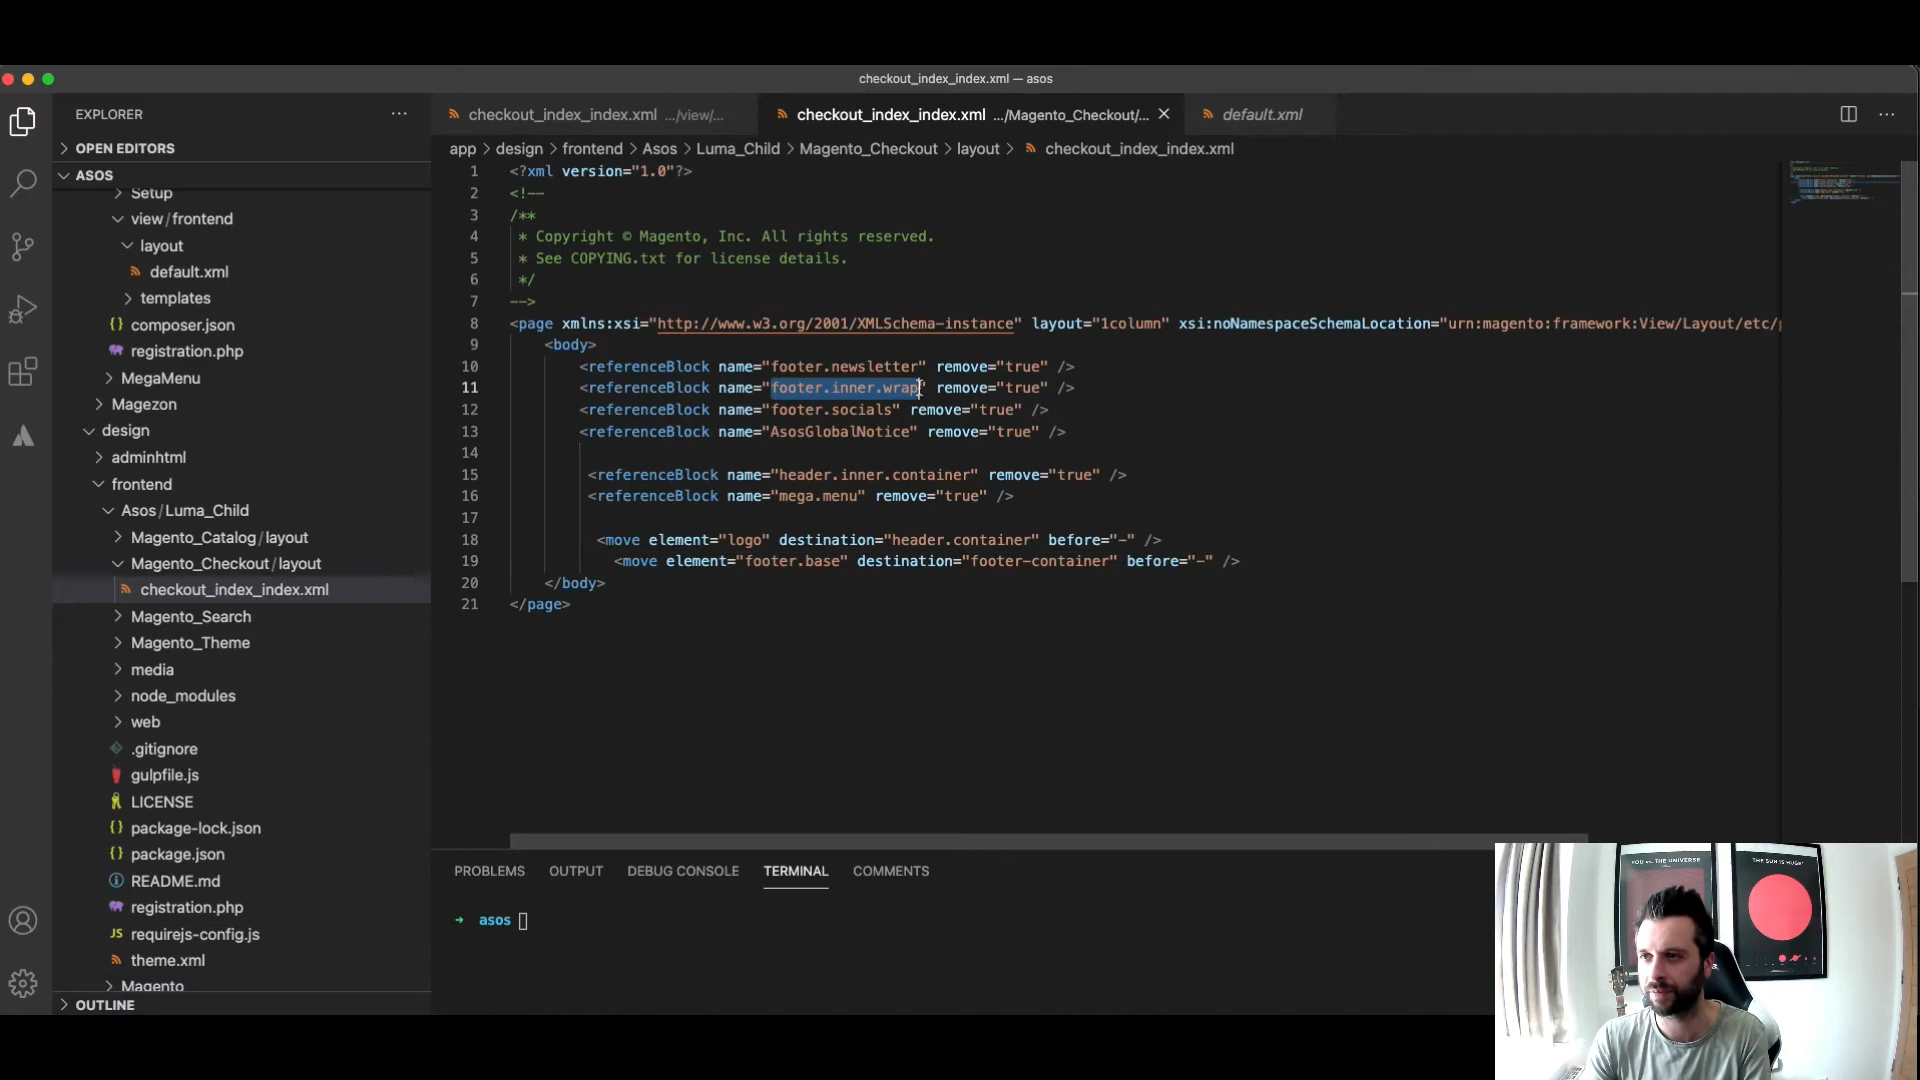 checkout_index_index.xml — asos
EXPLORER
OPEN EDITORS
ASOS
Setup
view/frontend
layout
default.xml
templates
composer.json
registration.php
MegaMenu
Magezon
design
adminhtml
frontend
Asos/Luma_Child
Magento_Catalog/layout
Magento_Checkout/layout
checkout_index_index.xml
Magento_Search
Magento_Theme
media
node_modules
web
.gitignore
gulpfile.js
LICENSE
package-lock.json
package.json
README.md
registration.php
JS requirejs-config.js
theme.xml
Magento
OUTLINE
checkout_index_index.xml .../view/...
checkout_index_index.xml .../Magento_Checkout/...
default.xml
app > design > frontend > Asos > Luma_Child > Magento_Checkout > layout > checkout_index_index.xml
1 <?xml version="1.0"?>
2 <!--
3 /**
4 * Copyright © Magento, Inc. All rights reserved.
5 * See COPYING.txt for license details.
6 */
7 -->
8 <page xmlns:xsi="http://www.w3.org/2001/XMLSchema-instance" layout="1column" xsi:noNamespaceSchemaLocation="urn:magento:framework:View/Layout/etc/
9 <body>
10 <referenceBlock name="footer.newsletter" remove="true" />
11 <referenceBlock name="footer.inner.wrap" remove="true" />
12 <referenceBlock name="footer.socials" remove="true" />
13 <referenceBlock name="AsosGlobalNotice" remove="true" />
14
15 <referenceBlock name="header.inner.container" remove="true" />
16 <referenceBlock name="mega.menu" remove="true" />
17
18 <move element="logo" destination="header.container" before="-" />
19 <move element="footer.base" destination="footer-container" before="-" />
20 </body>
21 </page>
PROBLEMS
OUTPUT
DEBUG CONSOLE
TERMINAL
COMMENTS
→ asos
YOU vs. THE UNIVERSE
THE SUN IS HUGE*